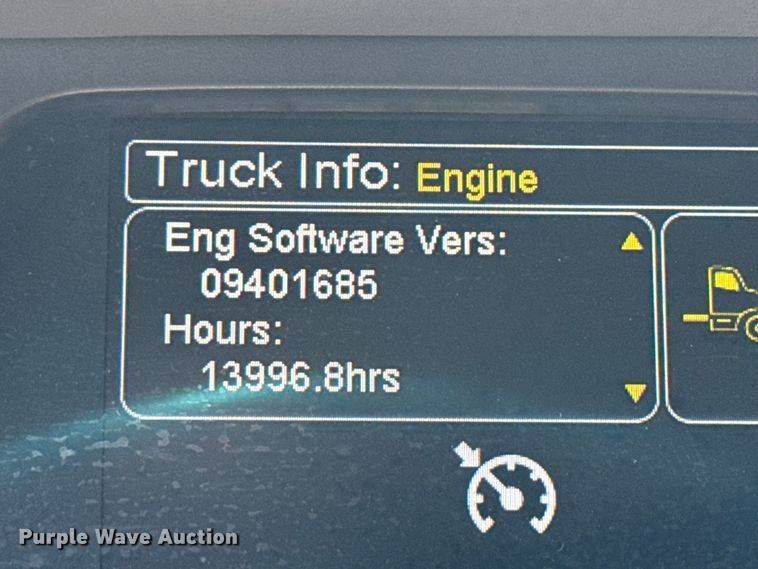 Truck Info: Engine
Eng Software Vers:
09401685
Hours:
13996.8hrs
Purple Wave Auction